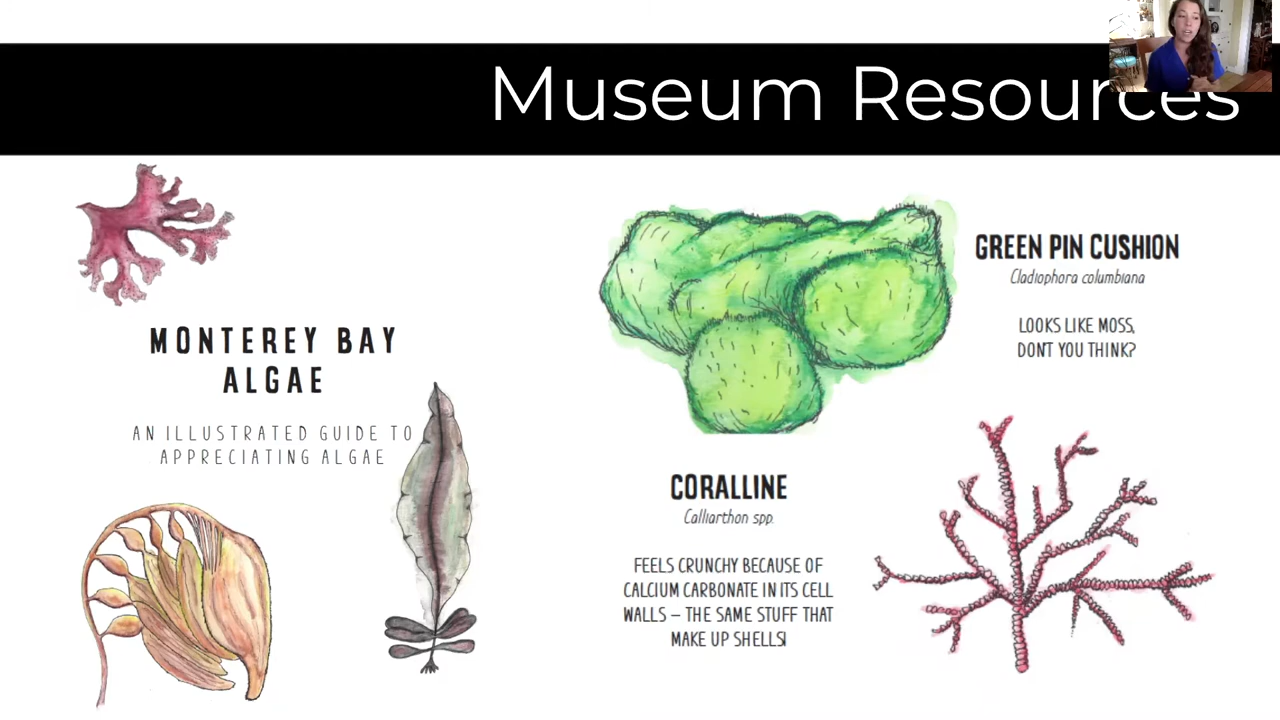 Museum Resources
MONTEREY BAY
ALGAE
AN ILLUSTRATED GUIDE TO
APPRECIATING ALGAE
GREEN PIN CUSHION
Cladiophora columbiana
LOOKS LIKE MOSS,
DON'T YOU THINK?
CORALLINE
Calliarthon spp.
FEELS CRUNCHY BECAUSE OF
CALCIUM CARBONATE IN ITS CELL
WALLS – THE SAME STUFF THAT
MAKE UP SHELLS!